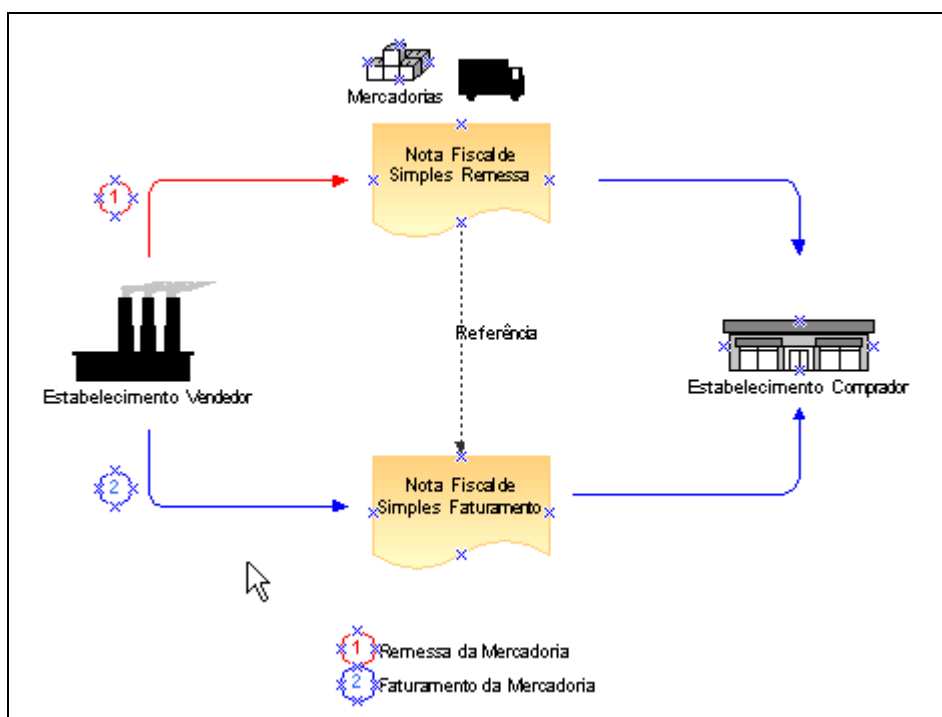 Mercadorias
Nota Fiscal de
Simples Remessa
1
Referência
Estabelecimento Vendedor
Estabelecimento Comprador
2
Nota Fiscal de
Simples Faturamento
1 Remessa da Mercadoria
2 Faturamento da Mercadoria